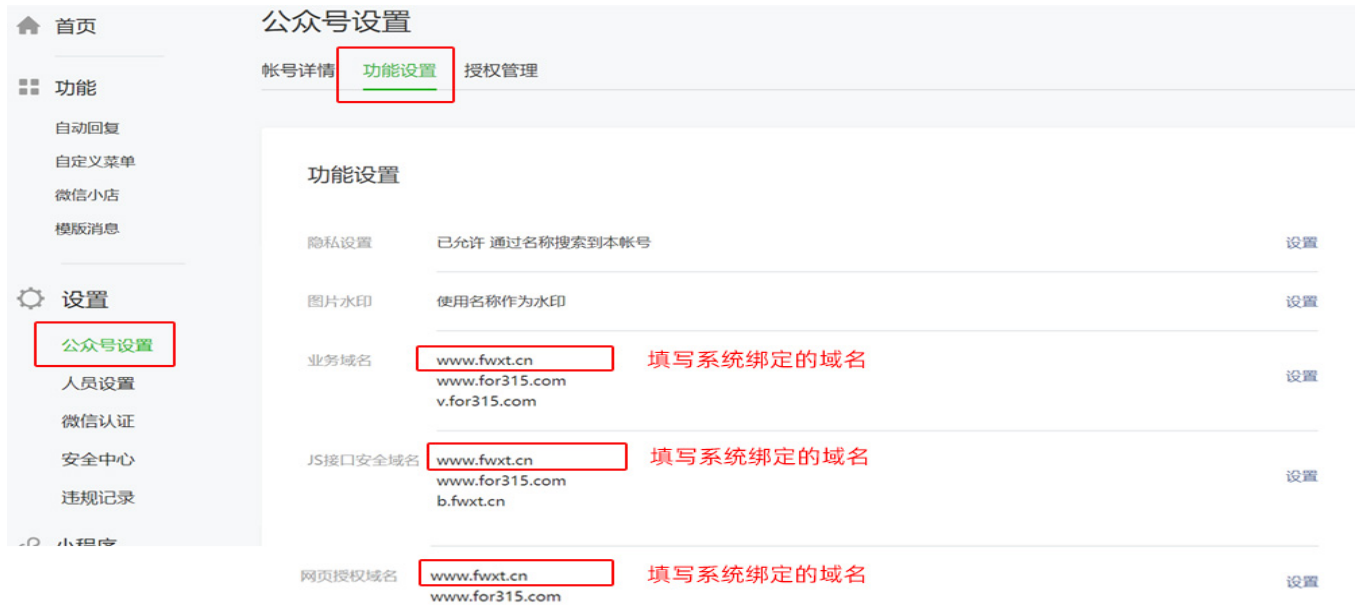 首页
功能
自动回复
自定义菜单
微信小店
模版消息
设置
公众号设置
人员设置
微信认证
安全中心
违规记录
小程序
公众号设置
帐号详情 功能设置 授权管理
功能设置
隐私设置 已允许 通过名称搜索到本帐号 设置
图片水印 使用名称作为水印 设置
业务域名 www.fwxt.cn 填写系统绑定的域名
www.for315.com 设置
v.for315.com
JS接口安全域名 www.fwxt.cn 填写系统绑定的域名
www.for315.com 设置
b.fwxt.cn
网页授权域名 www.fwxt.cn 填写系统绑定的域名 设置
www.for315.com